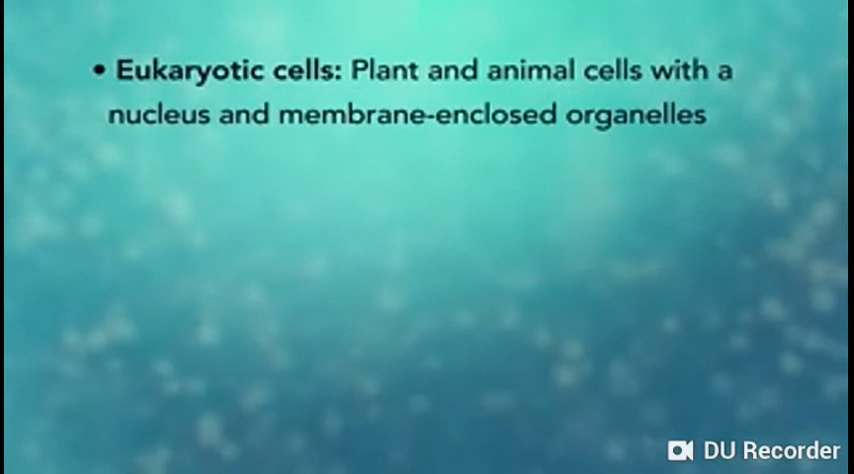 • Eukaryotic cells: Plant and animal cells with a
nucleus and membrane-enclosed organelles
DU Recorder